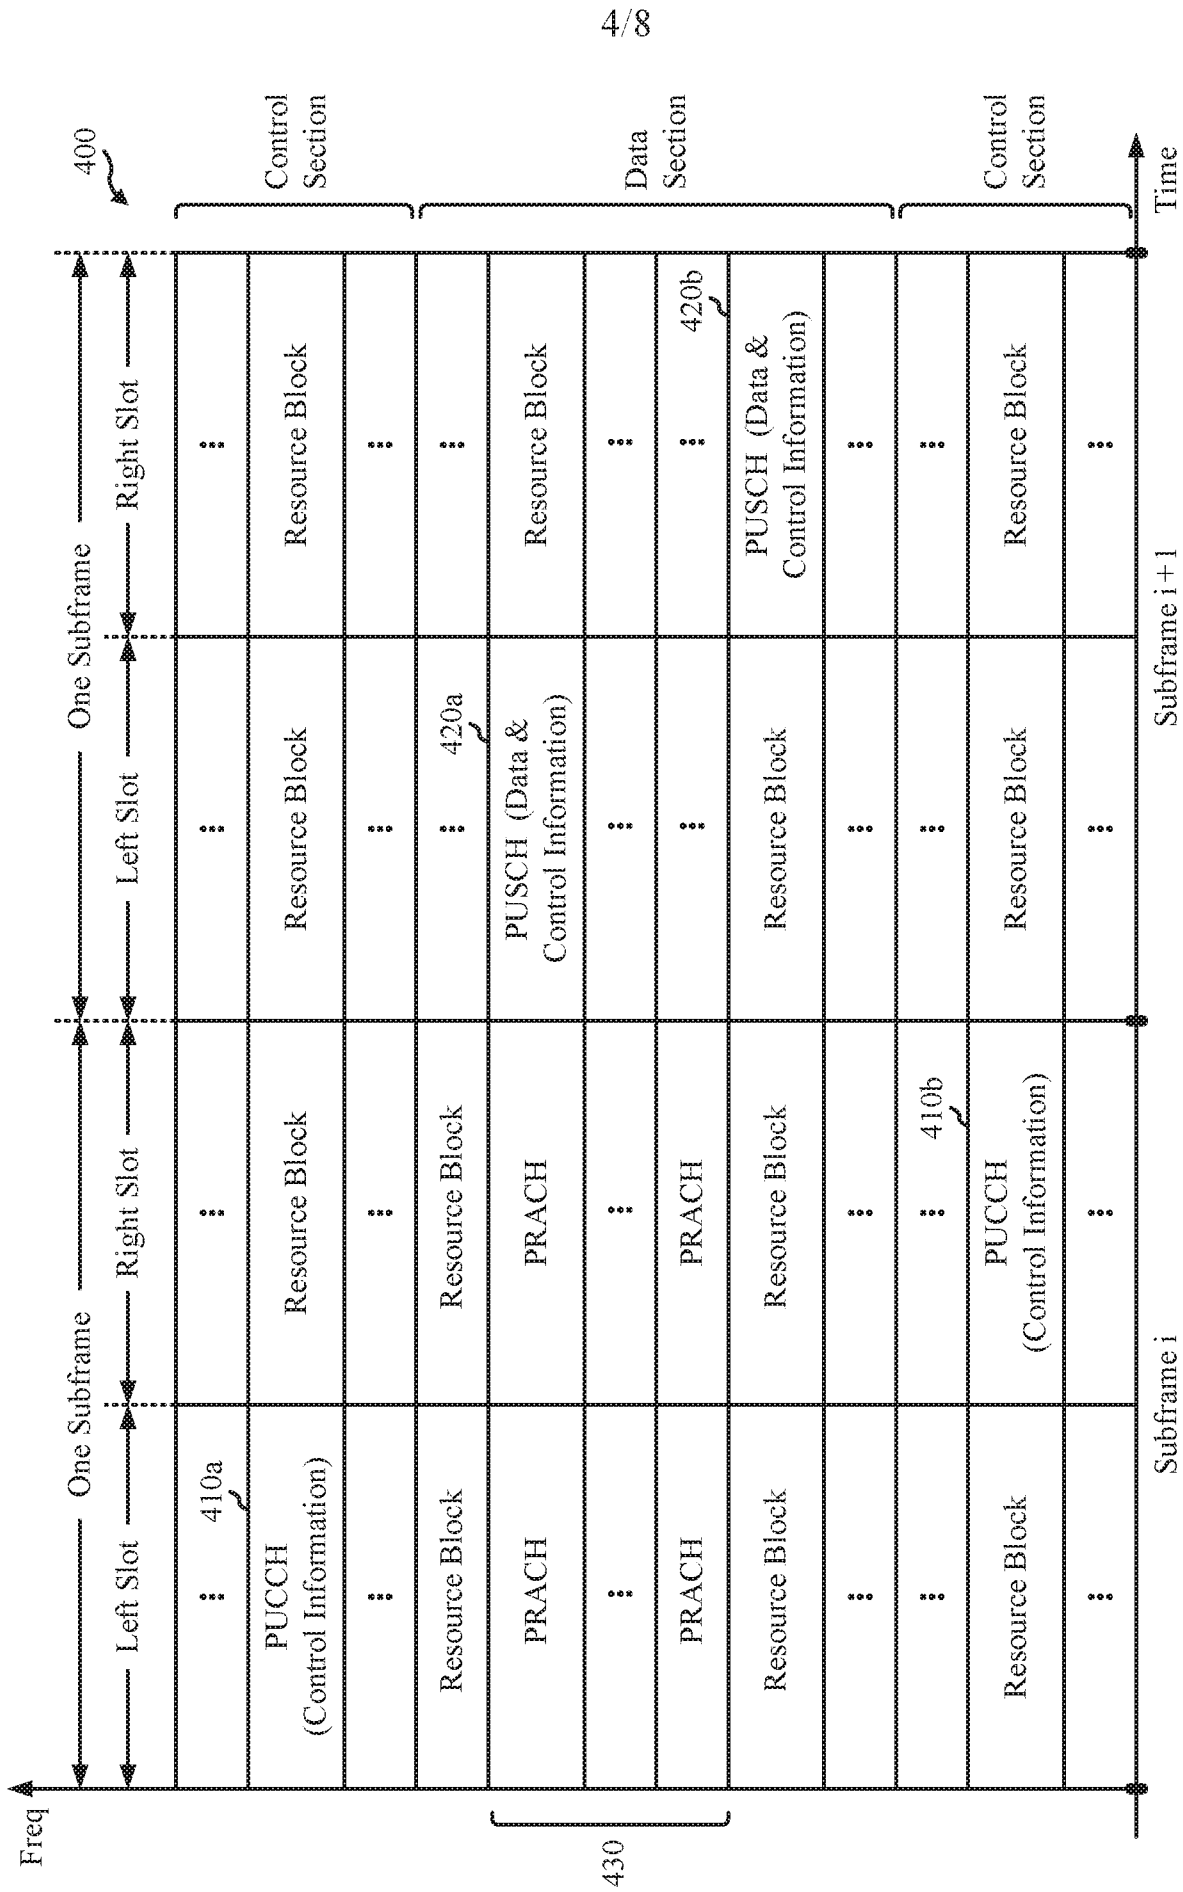 4/8
400
Freq
One Subframe
One Subframe
Left Slot
Right Slot
Left Slot
Right Slot
...
410a
...
...
...
Control
Section
PUCCH
(Control Information)
Resource Block
Resource Block
Resource Block
...
...
...
...
Resource Block
Resource Block
...
420a
...
Data
Section
430
PRACH
PRACH
PUSCH (Data &
Control Information)
Resource Block
...
...
...
...
PRACH
PRACH
...
...
420b
Resource Block
Resource Block
Resource Block
PUSCH (Data &
Control Information)
...
...
...
...
...
...
410b
...
...
Control
Section
Resource Block
PUCCH
(Control Information)
Resource Block
Resource Block
...
...
...
...
Subframe i
Subframe i + 1
Time